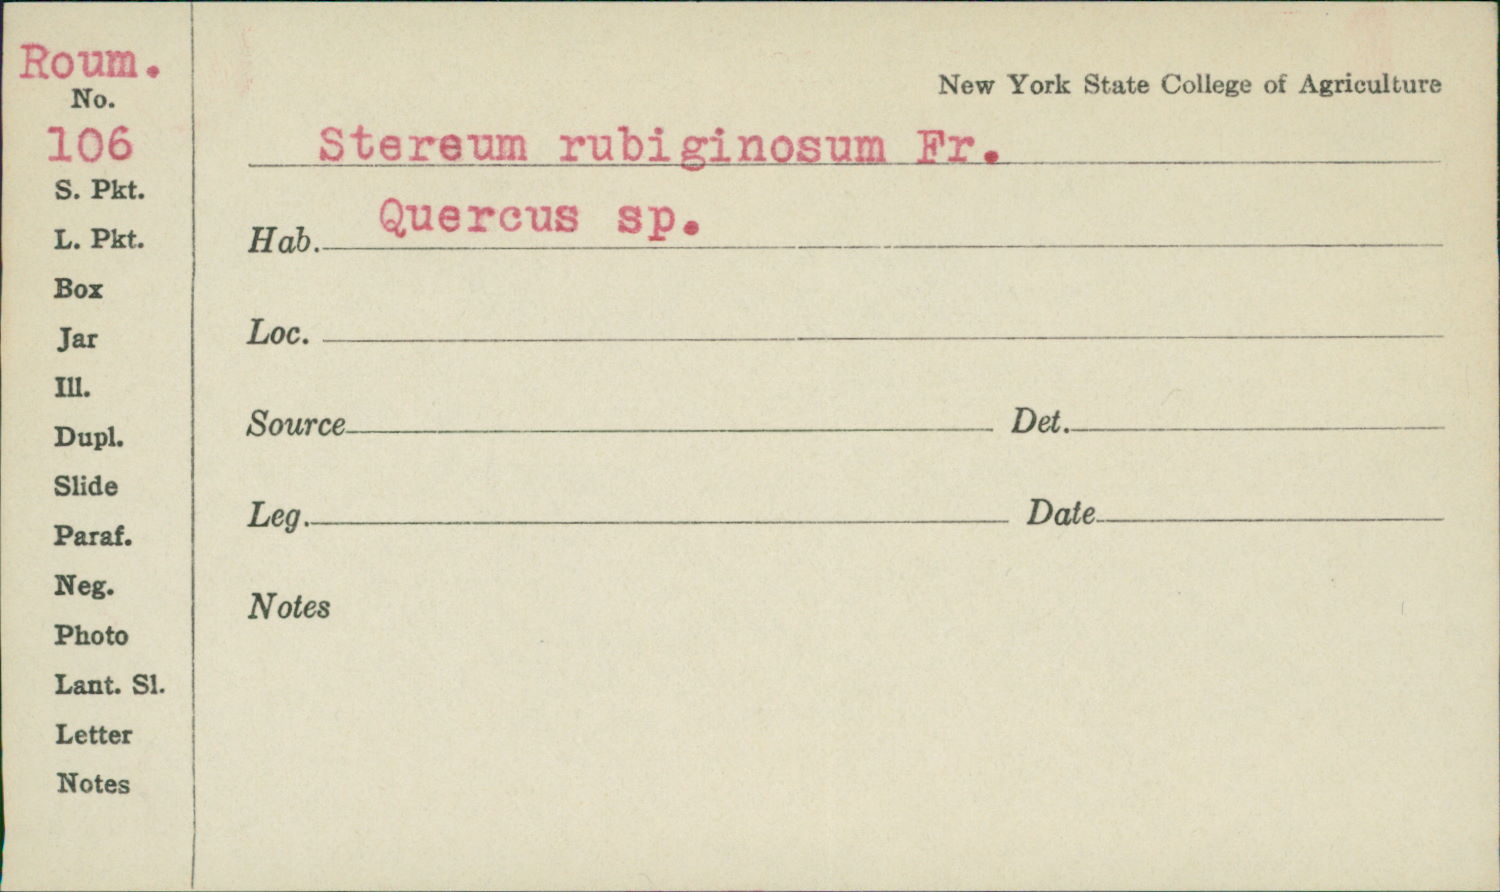 Roum.
No.
106
S. Pkt.
L. Pkt.
Box
Jar
Ill.
Dupl.
Slide
Paraf.
Neg.
Photo
Lant. Sl.
Letter
Notes
New York State College of Agriculture
Stereum rubiginosum Fr.
Hab. Quercus sp.
Loc.
Source Det.
Leg. Date
Notes